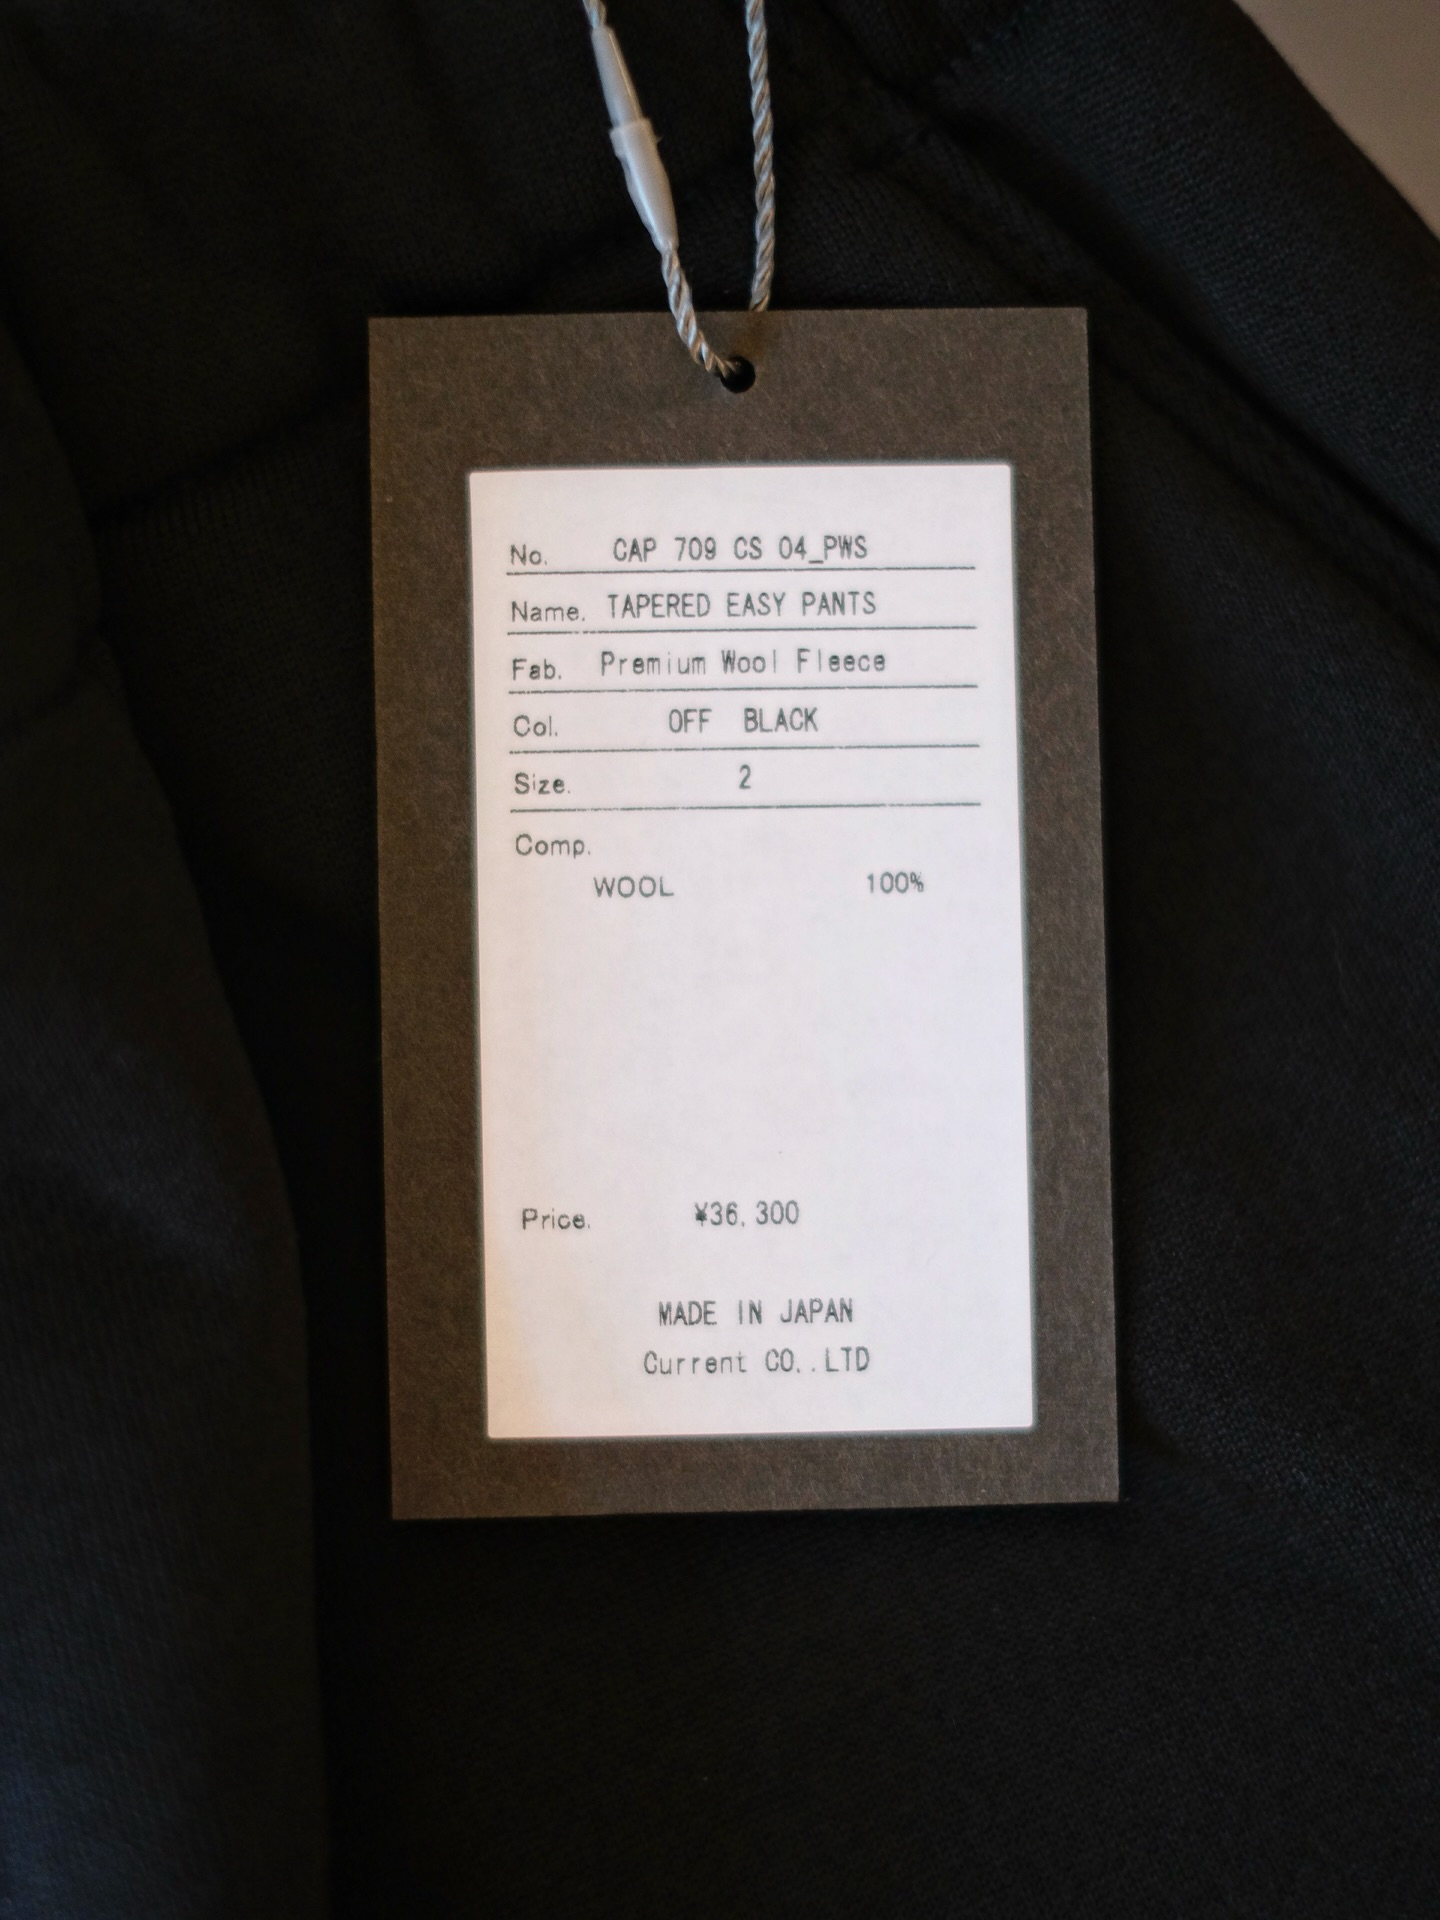 No. CAP 709 CS 04_PWS
Name. TAPERED EASY PANTS
Fab. Premium Wool Fleece
Col. OFF BLACK
Size. 2
Comp.
WOOL 100%
Price. ¥36,300
MADE IN JAPAN
Current CO,.LTD